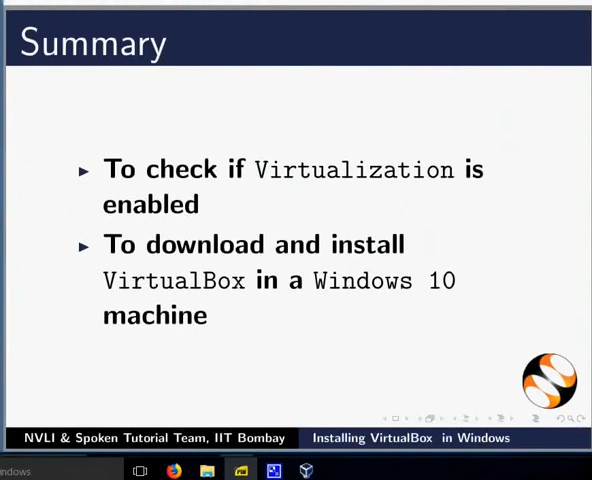 Summary
To check if Virtualization is
enabled
To download and install
VirtualBox in a Windows 10
machine
NVLI & Spoken Tutorial Team, IIT Bombay Installing VirtualBox in Windows
ndows